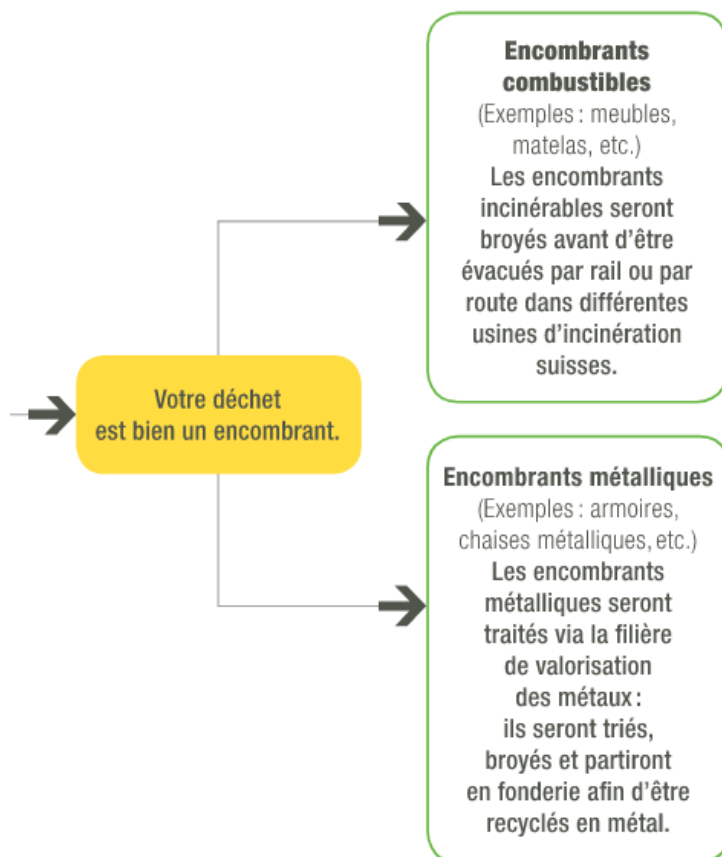 Votre déchet
est bien un encombrant.
Encombrants
combustibles
(Exemples : meubles,
matelas, etc.)
Les encombrants
incinérables seront
broyés avant d’être
évacués par rail ou par
route dans différentes
usines d’incinération
suisses.
Encombrants métalliques
(Exemples : armoires,
chaises métalliques, etc.)
Les encombrants
métalliques seront
traités via la filière
de valorisation
des métaux :
ils seront triés,
broyés et partiront
en fonderie afin d’être
recyclés en métal.